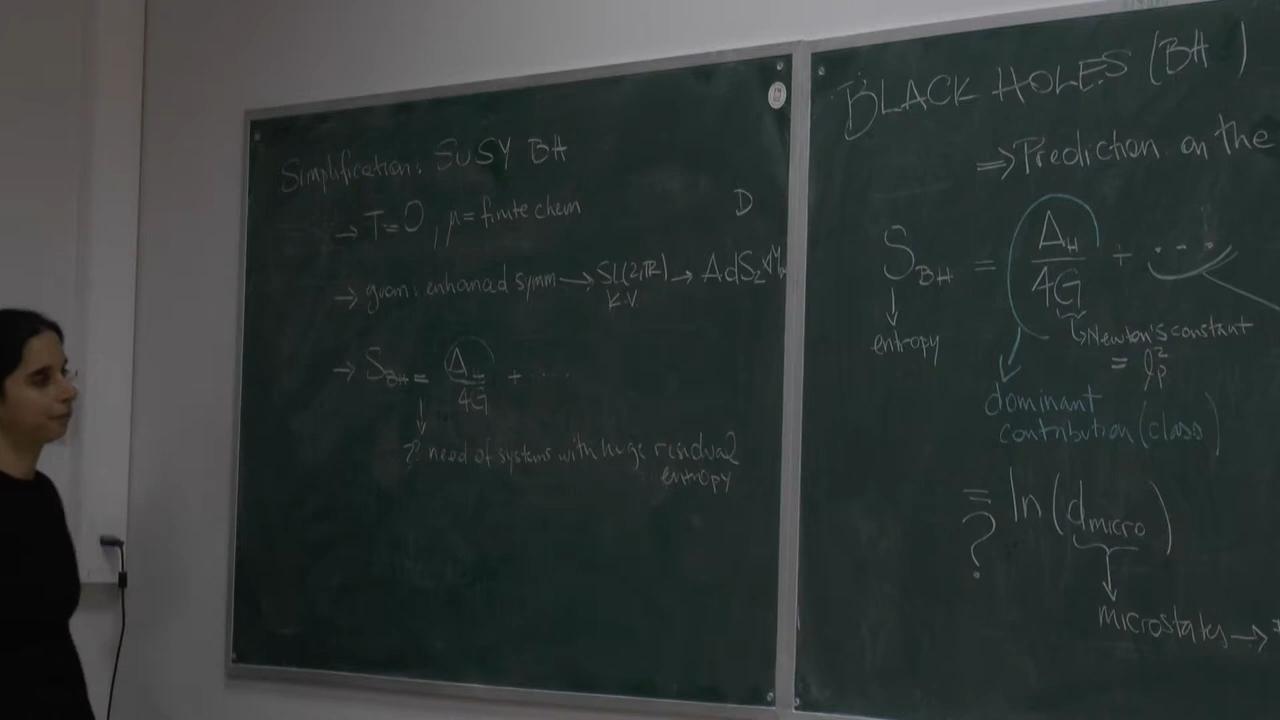 Simplification: SUSY BH
→ T=0, μ = finite chem
D
→ geom: enhanced symm → SL(2,R) → AdS₂
K.V.
→ S_BH = A_H/4G + ....
? need of systems with huge residual
entropy
BLACK HOLES (BH)
⇒ Prediction on the
S_BH = A_H/4G + ...
entropy
Newton's constant
= l_p²
dominant
contribution (class)
=? ln(d_micro)
microstates →